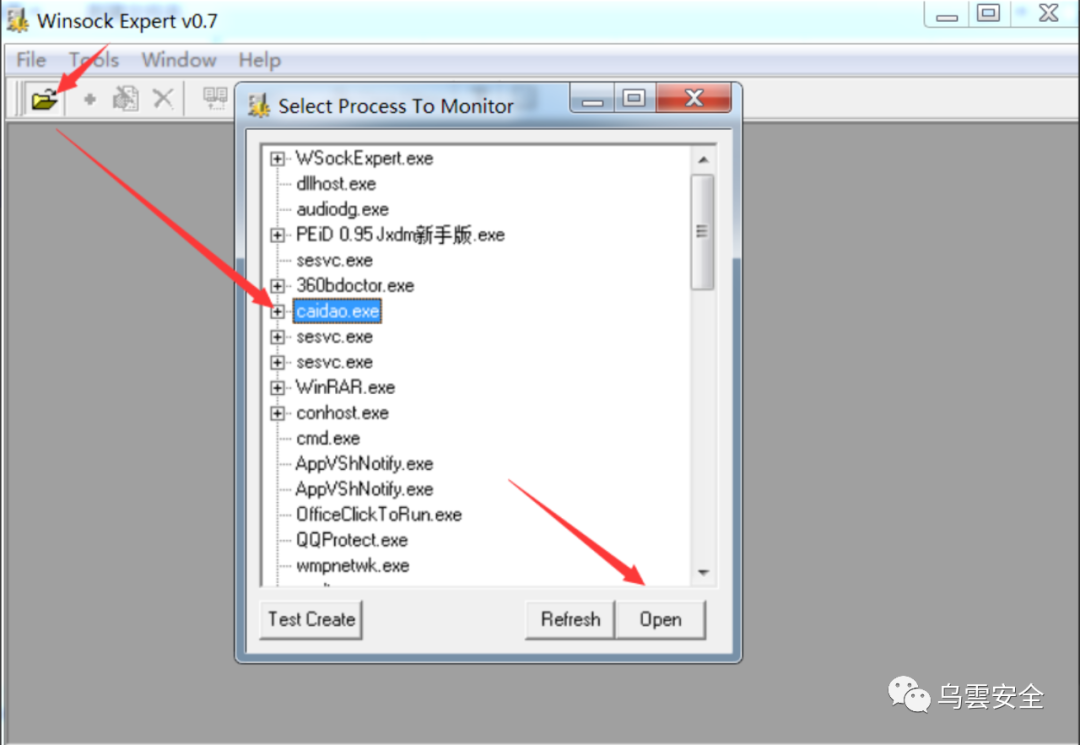 Winsock Expert v0.7
File Tools Window Help
Select Process To Monitor
WSockExpert.exe
dllhost.exe
audiodg.exe
PEiD 0.95 Jxdm新手版.exe
sesvc.exe
360bdoctor.exe
caidao.exe
sesvc.exe
sesvc.exe
WinRAR.exe
conhost.exe
cmd.exe
AppVShNotify.exe
AppVShNotify.exe
OfficeClickToRun.exe
QQProtect.exe
wmpnetwk.exe
Test Create Refresh Open
乌雲安全